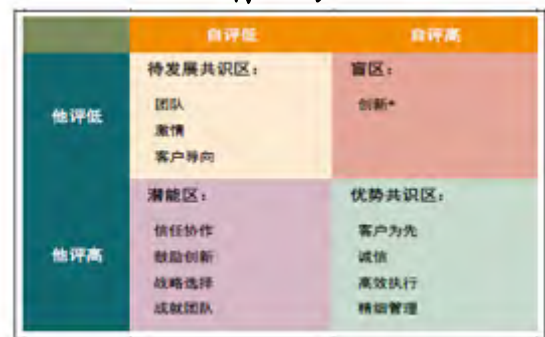 自评低
自评高
他评低
待发展共识区：
团队
激情
客户导向
盲区：
创新*
他评高
潜能区：
信任协作
鼓励创新
战略选择
成就团队
优势共识区：
客户为先
诚信
高效执行
精细管理